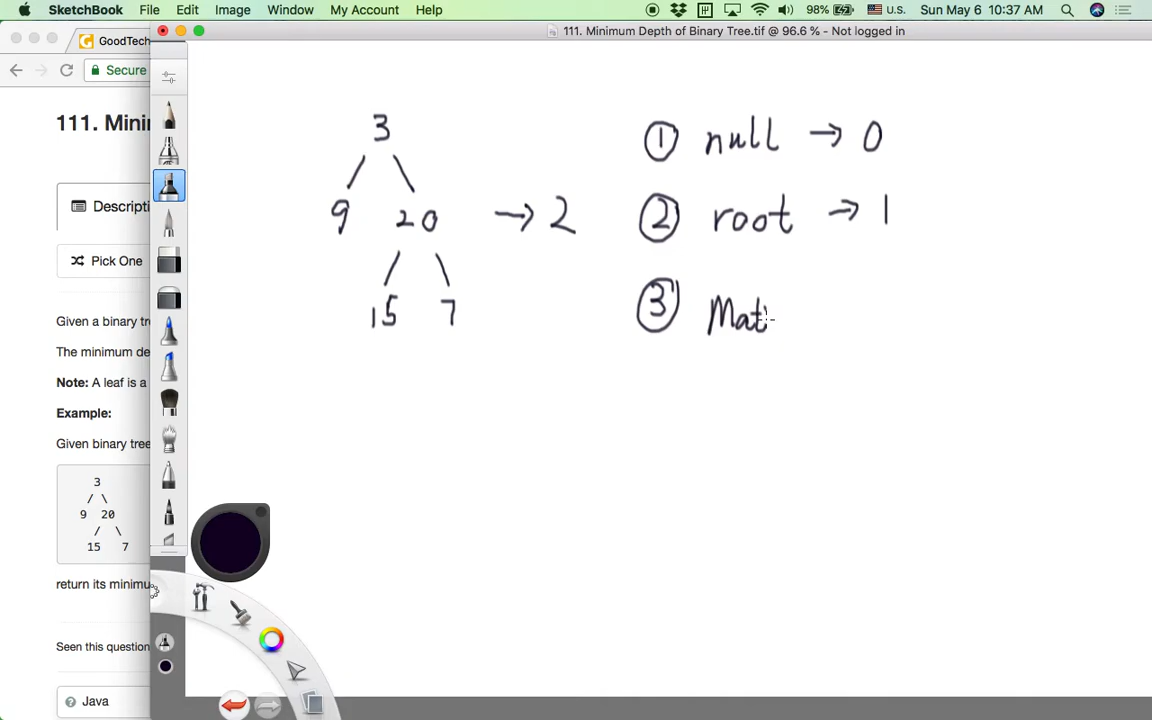 SketchBook File Edit Image Window My Account Help 98% U.S. Sun May 6 10:37 AM
GoodTech
111. Minimum Depth of Binary Tree.tif @ 96.6 % - Not logged in
Secure
111. Mini
Descripti
Pick One
Given a binary tre
The minimum de
Note: A leaf is a
Example:
Given binary tree
3
/ \
9 20
/ \
15 7
return its minimu
Seen this question
Java
3
/ \
9 20 → 2
/ \
15 7
① null → 0
② root → 1
③ Mat